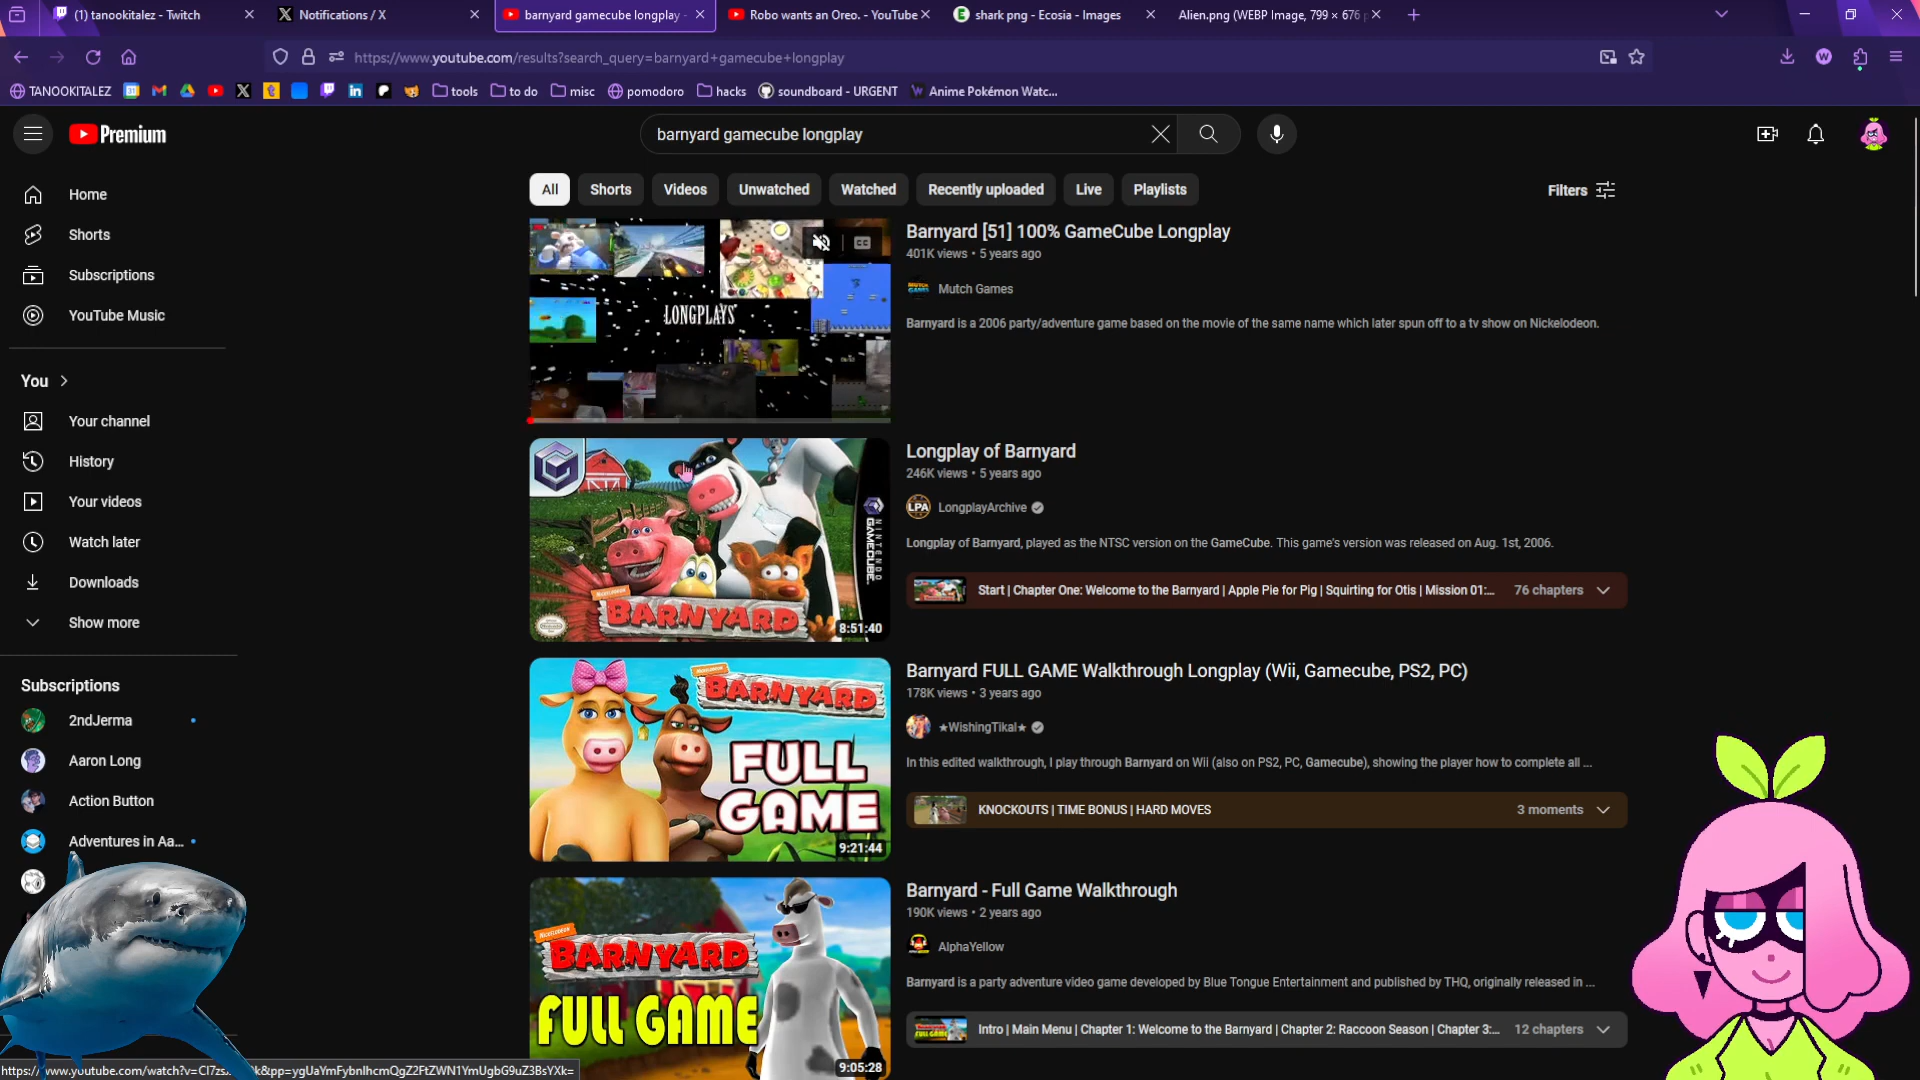 (1) tanookitalez - Twitch
Notifications / X
barnyard gamecube longplay -
Robo wants an Oreo. - YouTube
shark png - Ecosia - Images
Alien.png (WEBP Image, 799 × 676
https://www.youtube.com/results?search_query=barnyard+gamecube+longplay
TANOOKITALEZ
tools
to do
misc
pomodoro
hacks
soundboard - URGENT
Anime Pokémon Watc...
Premium
barnyard gamecube longplay
All
Shorts
Videos
Unwatched
Watched
Recently uploaded
Live
Playlists
Filters
Home
Shorts
Subscriptions
YouTube Music
You
Your channel
History
Your videos
Watch later
Downloads
Show more
Subscriptions
2ndJerma
Aaron Long
Action Button
Adventures in Aa...
LONGPLAYS
Barnyard [51] 100% GameCube Longplay
401K views • 5 years ago
Mutch Games
Barnyard is a 2006 party/adventure game based on the movie of the same name which later spun off to a tv show on Nickelodeon.
NINTENDO GAMECUBE
NICKELODEON
BARNYARD
8:51:40
Longplay of Barnyard
246K views • 5 years ago
LPA
LongplayArchive
Longplay of Barnyard, played as the NTSC version on the GameCube. This game's version was released on Aug. 1st, 2006.
Start | Chapter One: Welcome to the Barnyard | Apple Pie for Pig | Squirting for Otis | Mission 01:...
76 chapters
NICKELODEON
BARNYARD
FULL
GAME
9:21:44
Barnyard FULL GAME Walkthrough Longplay (Wii, Gamecube, PS2, PC)
178K views • 3 years ago
★WishingTikal★
In this edited walkthrough, I play through Barnyard on Wii (also on PS2, PC, Gamecube), showing the player how to complete all ...
KNOCKOUTS | TIME BONUS | HARD MOVES
3 moments
NICKELODEON
BARNYARD
FULL GAME
9:05:28
Barnyard - Full Game Walkthrough
190K views • 2 years ago
AlphaYellow
Barnyard is a party adventure video game developed by Blue Tongue Entertainment and published by THQ, originally released in ...
Intro | Main Menu | Chapter 1: Welcome to the Barnyard | Chapter 2: Raccoon Season | Chapter 3:...
12 chapters